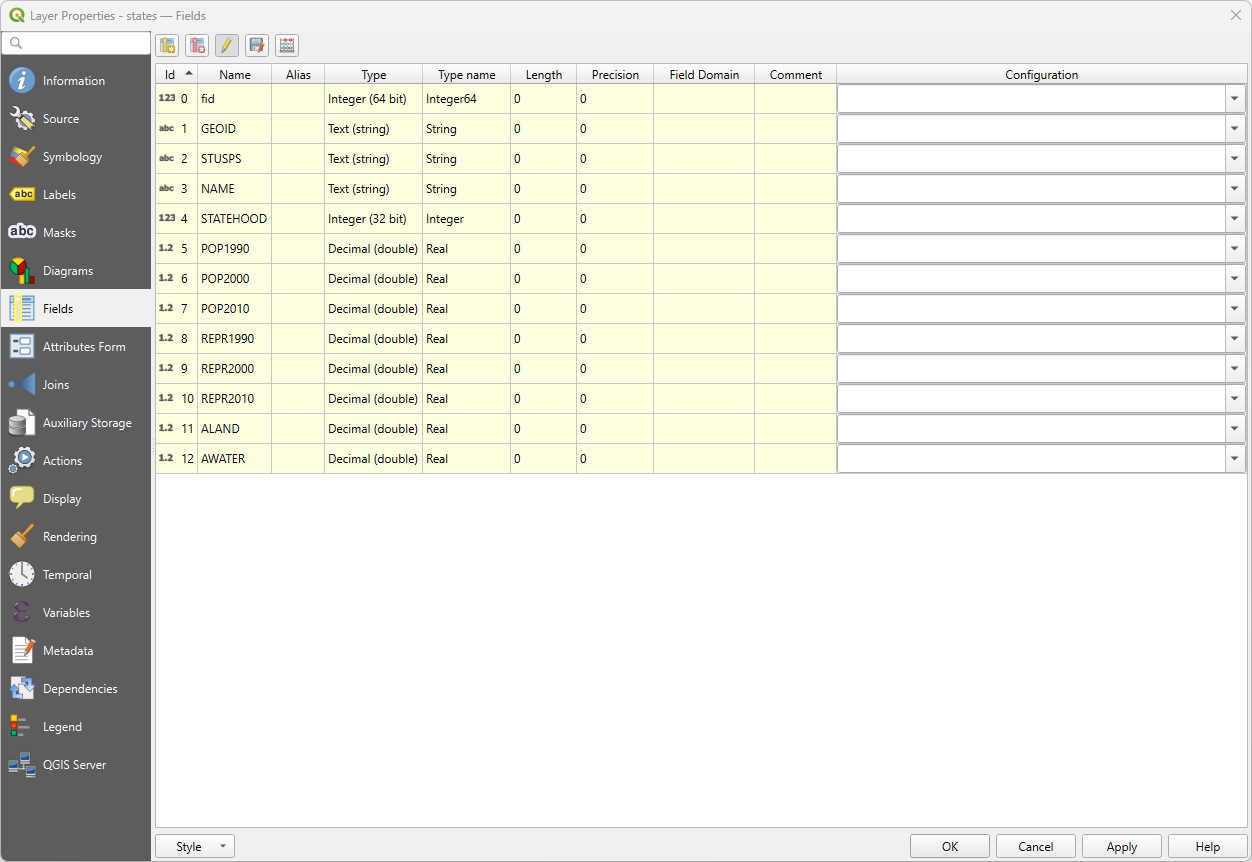 Layer Properties - states — Fields
Information
Source
Symbology
abc Labels
abc Masks
Diagrams
Fields
Attributes Form
Joins
Auxiliary Storage
Actions
Display
Rendering
Temporal
Variables
Metadata
Dependencies
Legend
QGIS Server
Id Name Alias Type Type name Length Precision Field Domain Comment Configuration
123 0 fid Integer (64 bit) Integer64 0 0
abc 1 GEOID Text (string) String 0 0
abc 2 STUSPS Text (string) String 0 0
abc 3 NAME Text (string) String 0 0
123 4 STATEHOOD Integer (32 bit) Integer 0 0
1.2 5 POP1990 Decimal (double) Real 0 0
1.2 6 POP2000 Decimal (double) Real 0 0
1.2 7 POP2010 Decimal (double) Real 0 0
1.2 8 REPR1990 Decimal (double) Real 0 0
1.2 9 REPR2000 Decimal (double) Real 0 0
1.2 10 REPR2010 Decimal (double) Real 0 0
1.2 11 ALAND Decimal (double) Real 0 0
1.2 12 AWATER Decimal (double) Real 0 0
Style OK Cancel Apply Help